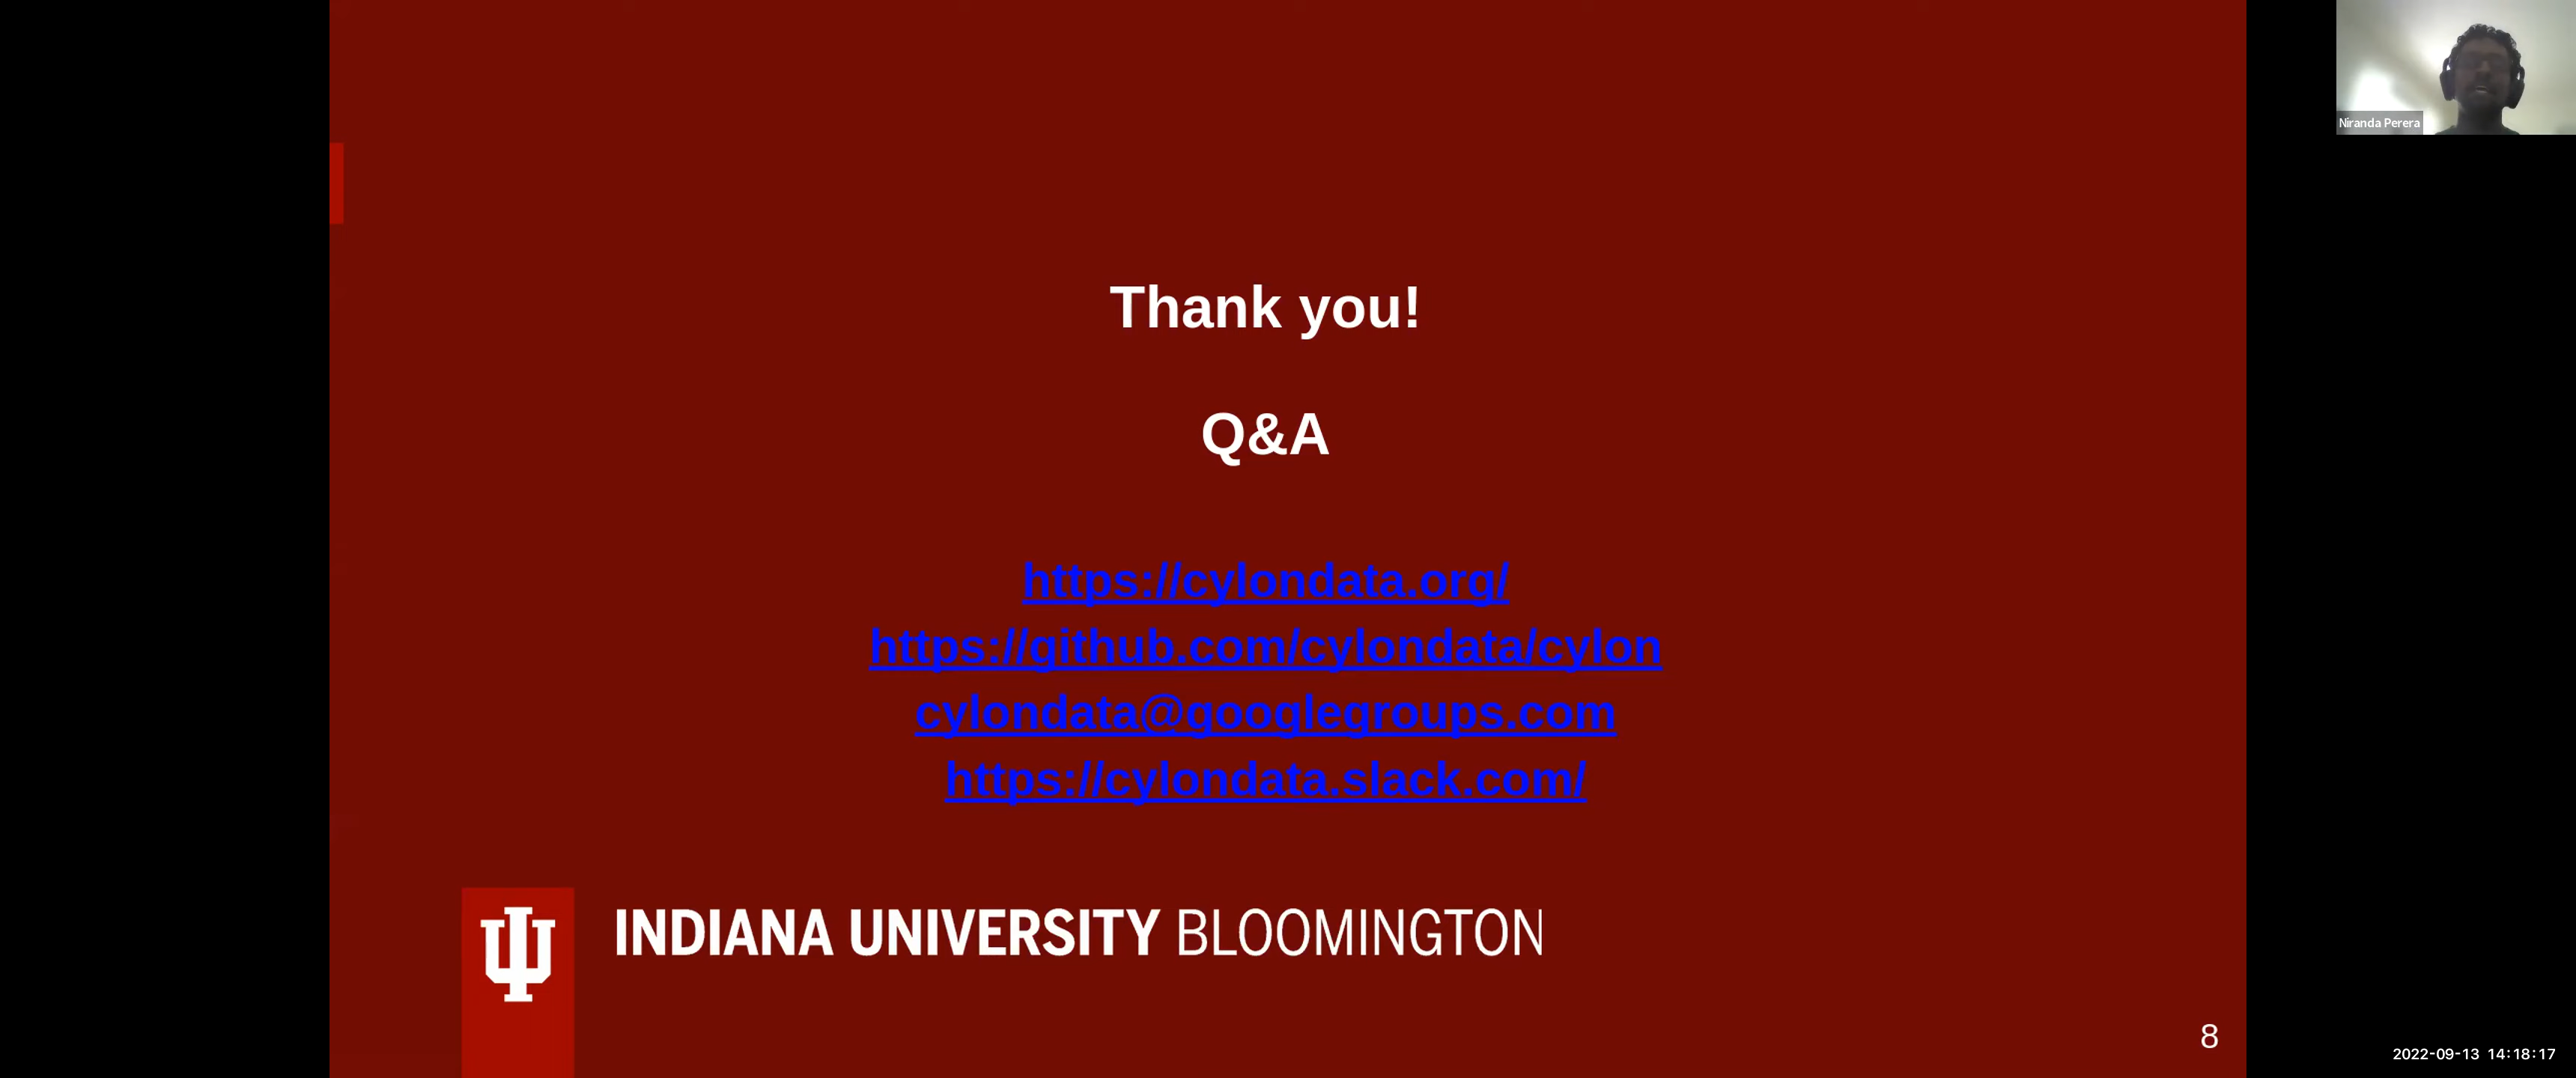 Niranda Perera
Thank you!
Q&A
https://cylondata.org/
https://github.com/cylondata/cylon
cylondata@googlegroups.com
https://cylondata.slack.com/
INDIANA UNIVERSITY BLOOMINGTON
8
2022-09-13 14:18:17